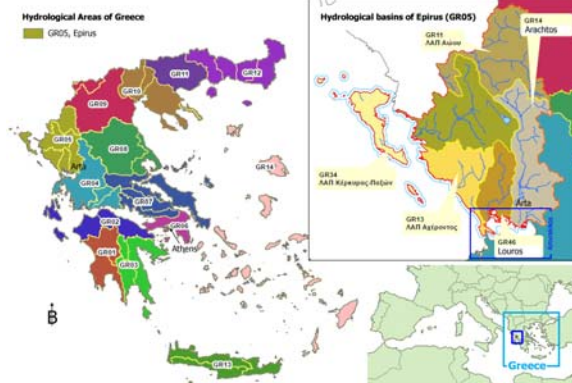 Hydrological Areas of Greece
GR05, Epirus
GR11
GR12
GR10
GR09
GR05
GR08
Arta
GR04
GR07
GR14
GR02
GR06
Athens
GR01
GR03
GR13
Β
Hydrological basins of Epirus (GR05)
GR14
Arachtos
GR11
ΛΑΠ Αώου
GR34
ΛΑΠ Κέρκυρας-Παξών
GR13
ΛΑΠ Αχέροντος
Arta
GR46
Louros
Greece